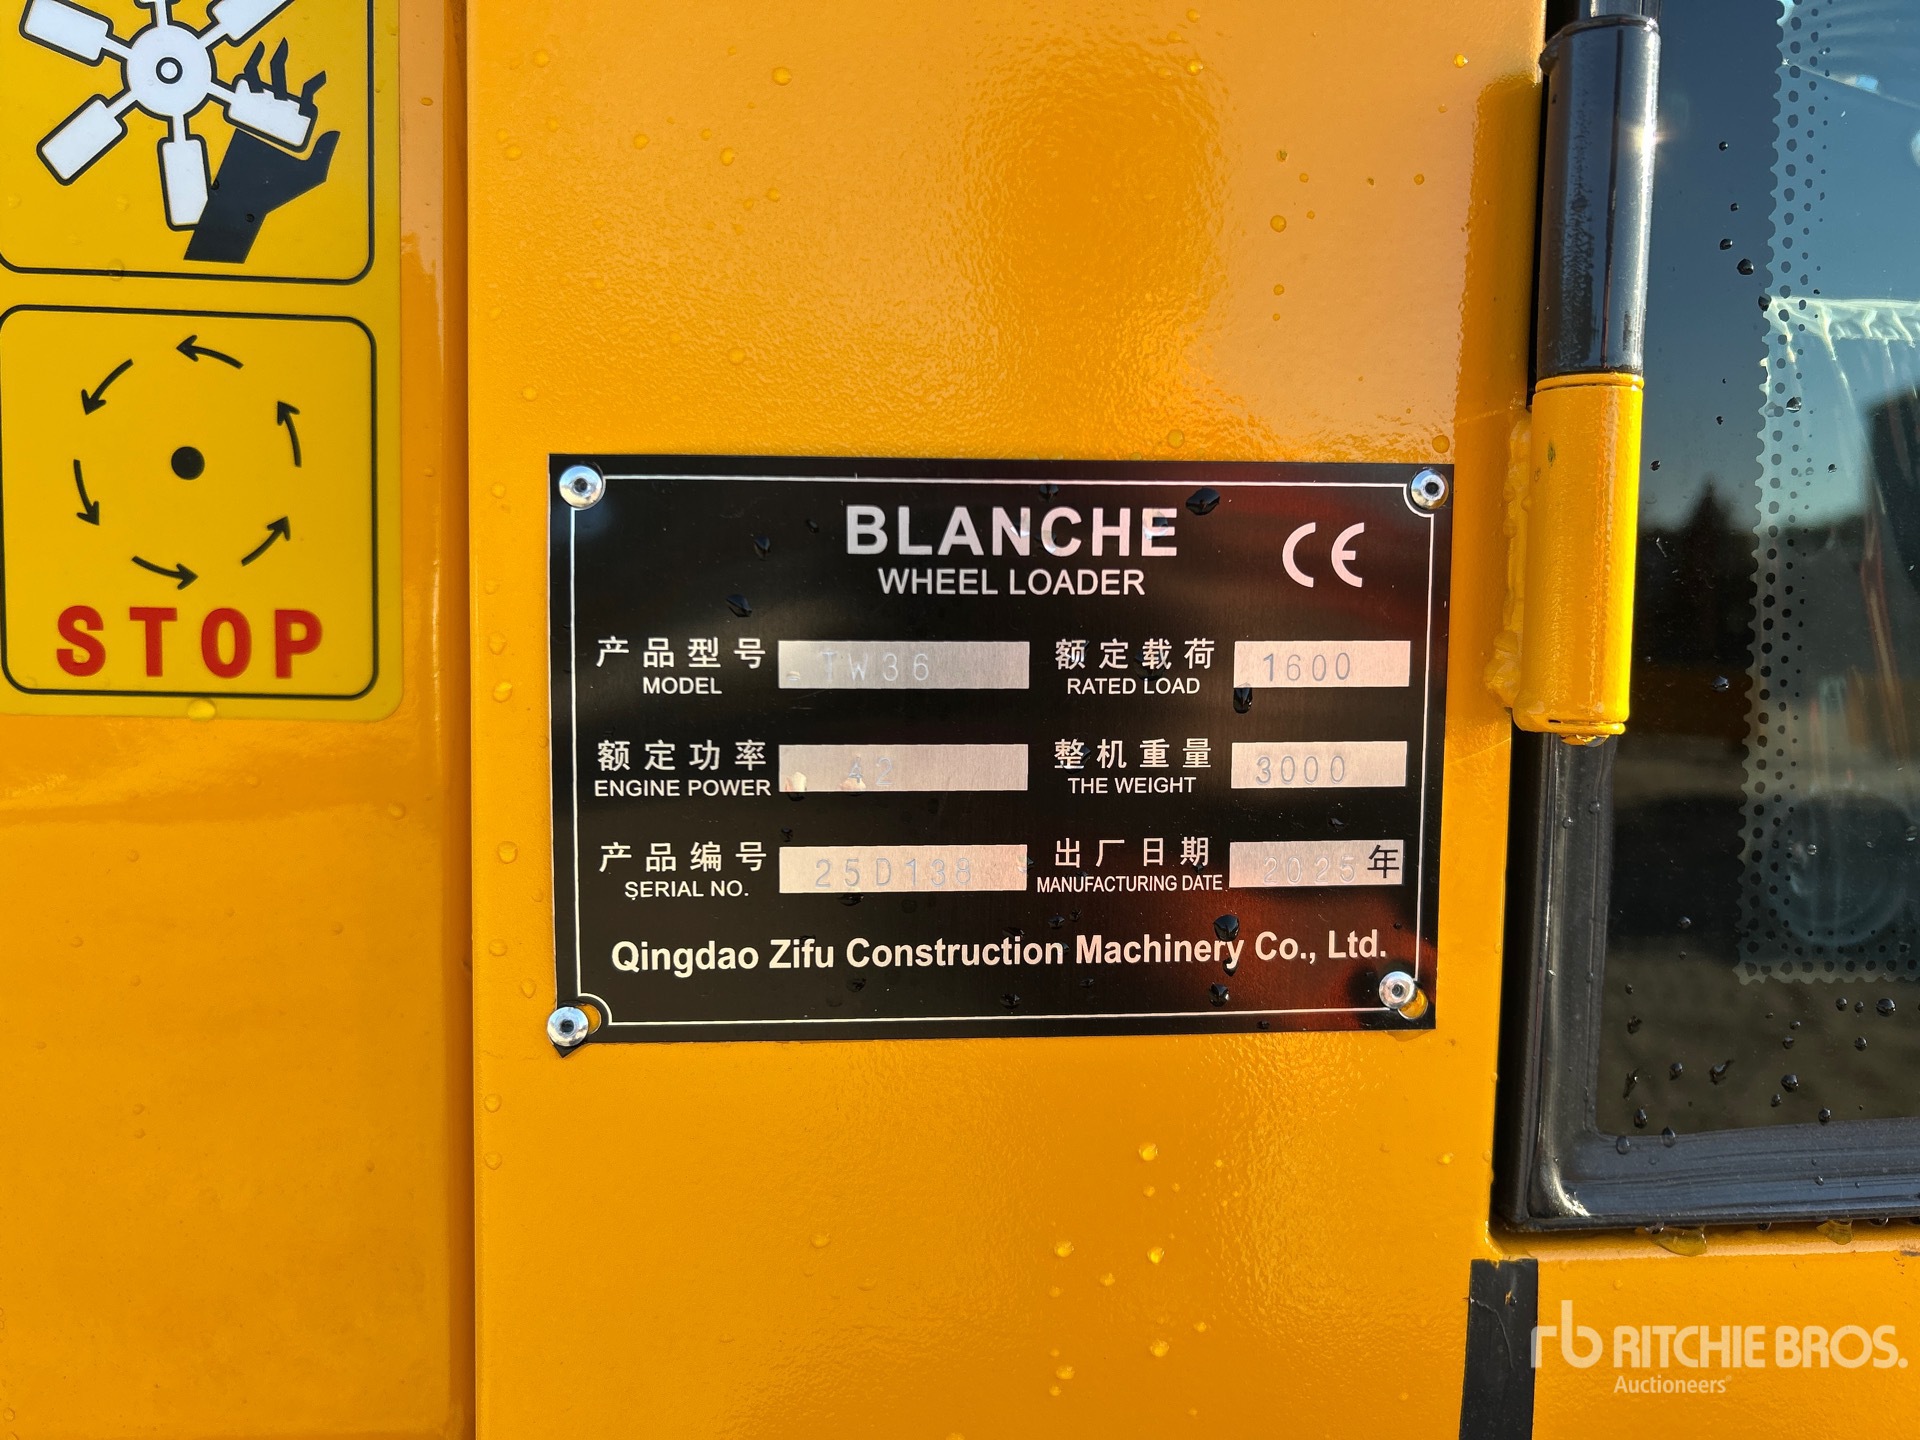 STOP
BLANCHE
CE
WHEEL LOADER
产品型号 TW36 额定载荷 1600
MODEL RATED LOAD
额定功率 42 整机重量 3000
ENGINE POWER THE WEIGHT
产品编号 25D138 出厂日期 2025年
SERIAL NO. MANUFACTURING DATE
Qingdao Zifu Construction Machinery Co., Ltd.
rb RITCHIE BROS.
Auctioneers